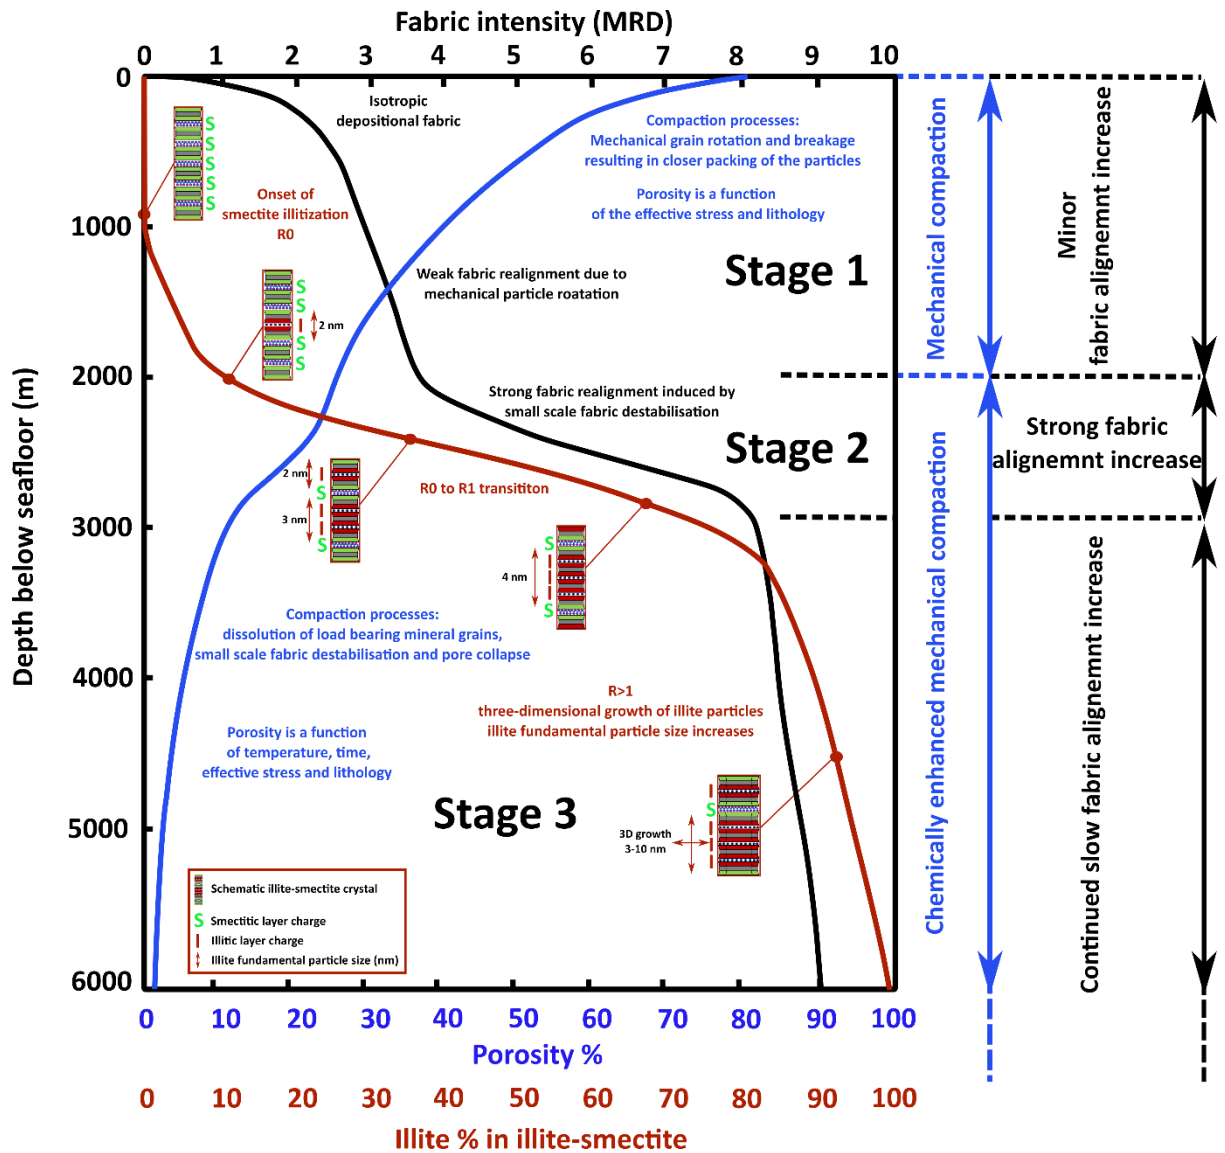 Fabric intensity (MRD)
0 1 2 3 4 5 6 7 8 9 10
Depth below seafloor (m)
0
1000
2000
3000
4000
5000
6000
Isotropic
depositional fabric
Compaction processes:
Mechanical grain rotation and breakage
resulting in closer packing of the particles
Porosity is a function
of the effective stress and lithology
S
S
S
S
S
Onset of
smectite illitization
R0
Stage 1
Weak fabric realignment due to
mechanical particle roatation
S
S
2 nm
S
S
Strong fabric realignment induced by
small scale fabric destabilisation
Stage 2
2 nm
S
3 nm
S
R0 to R1 transititon
S
4 nm
S
Compaction processes:
dissolution of load bearing mineral grains,
small scale fabric destabilisation and pore collapse
R>1
three-dimensional growth of illite particles
illite fundamental particle size increases
Porosity is a function
of temperature, time,
effective stress and lithology
Stage 3
S
3D growth
3-10 nm
Schematic illite-smectite crystal
S Smectitic layer charge
Illitic layer charge
Illite fundamental particle size (nm)
0 10 20 30 40 50 60 70 80 90 100
Porosity %
0 10 20 30 40 50 60 70 80 90 100
Illite % in illite-smectite
Mechanical compaction
Chemically enhanced mechanical compaction
Minor
fabric alignemnt increase
Strong fabric
alignemnt increase
Continued slow fabric alignemnt increase